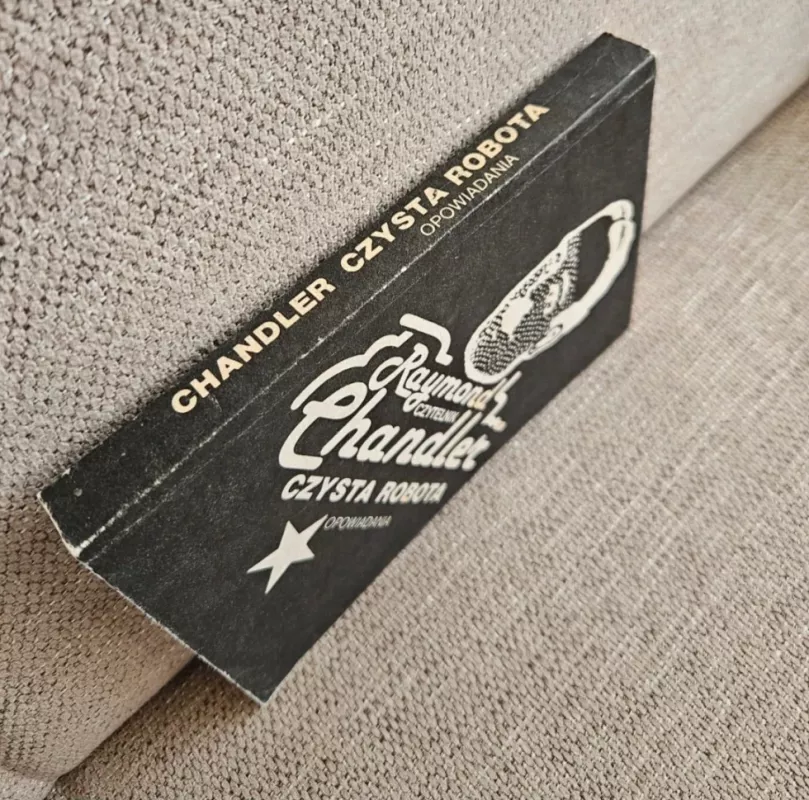 CHANDLER CZYSTA ROBOTA
OPOWIADANIA
Raymond
CZYTELNIK
Chandler
CZYSTA ROBOTA
OPOWIADANIA